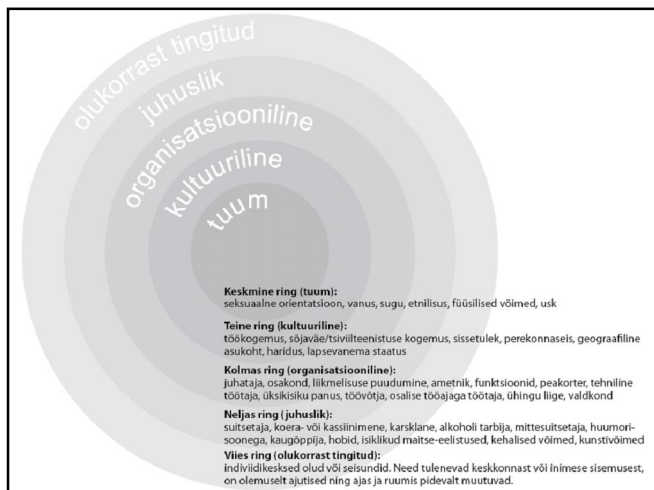 olukorrast tingitud
juhuslik
organisatsiooniline
kultuuriline
tuum
Keskmine ring (tuum):
seksuaalne orientatsioon, vanus, sugu, etnilisus, füüsilised võimed, usk
Teine ring (kultuuriline):
töökogemus, sõjaväe/tsiviilteenistuse kogemus, sissetulek, perekonnaseis, geograafiline
asukoht, haridus, lapsevanema staatus
Kolmas ring (organisatsiooniline):
juhataja, osakond, liikmelisuse puudumine, ametnik, funktsioonid, peakorter, tehniline
töötaja, üksikisiku panus, töövõtja, osalise tööajaga töötaja, ühingu liige, valdkond
Neljas ring (juhuslik):
suitsetaja, koera- või kassiinimene, karsklane, alkoholi tarbija, mittesuitsetaja, huumori-
soonega, kaugõppija, hobid, isiklikud maitse-eelistused, kehalised võimed, kunstivõimed
Viies ring (olukorrast tingitud):
indiviidikesksed olud või seisundid. Need tulenevad keskkonnast või inimese sisemusest,
on olemuselt ajutised ning ajas ja ruumis pidevalt muutuvad.